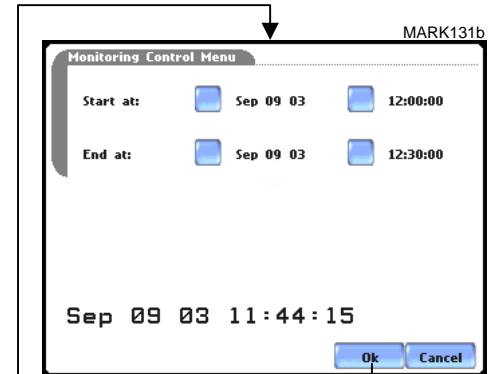 MARK131b
Monitoring Control Menu
Start at: Sep 09 03 12:00:00
End at: Sep 09 03 12:30:00
Sep 09 03 11:44:15
Ok Cancel